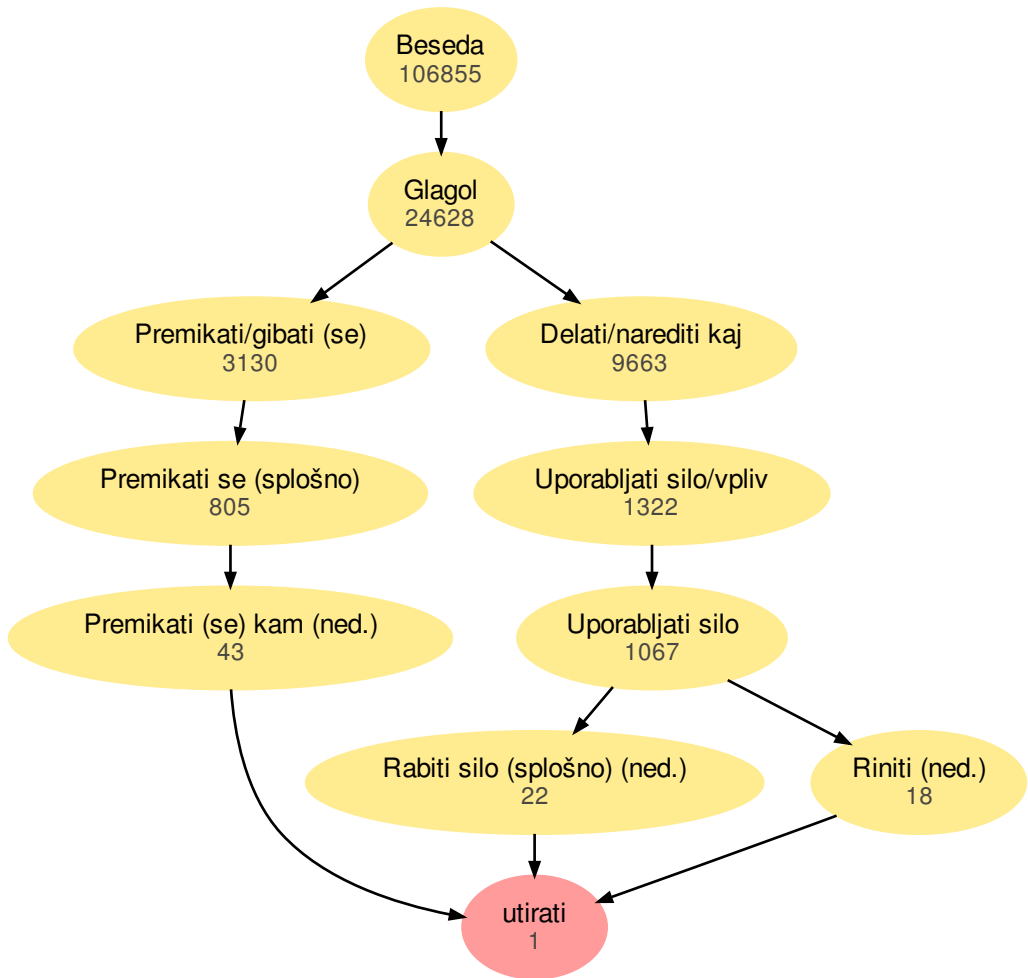 Beseda
106855
Glagol
24628
Premikati/gibati (se)
3130
Delati/narediti kaj
9663
Premikati se (splošno)
805
Uporabljati silo/vpliv
1322
Premikati (se) kam (ned.)
43
Uporabljati silo
1067
Rabiti silo (splošno) (ned.)
22
Riniti (ned.)
18
utirati
1